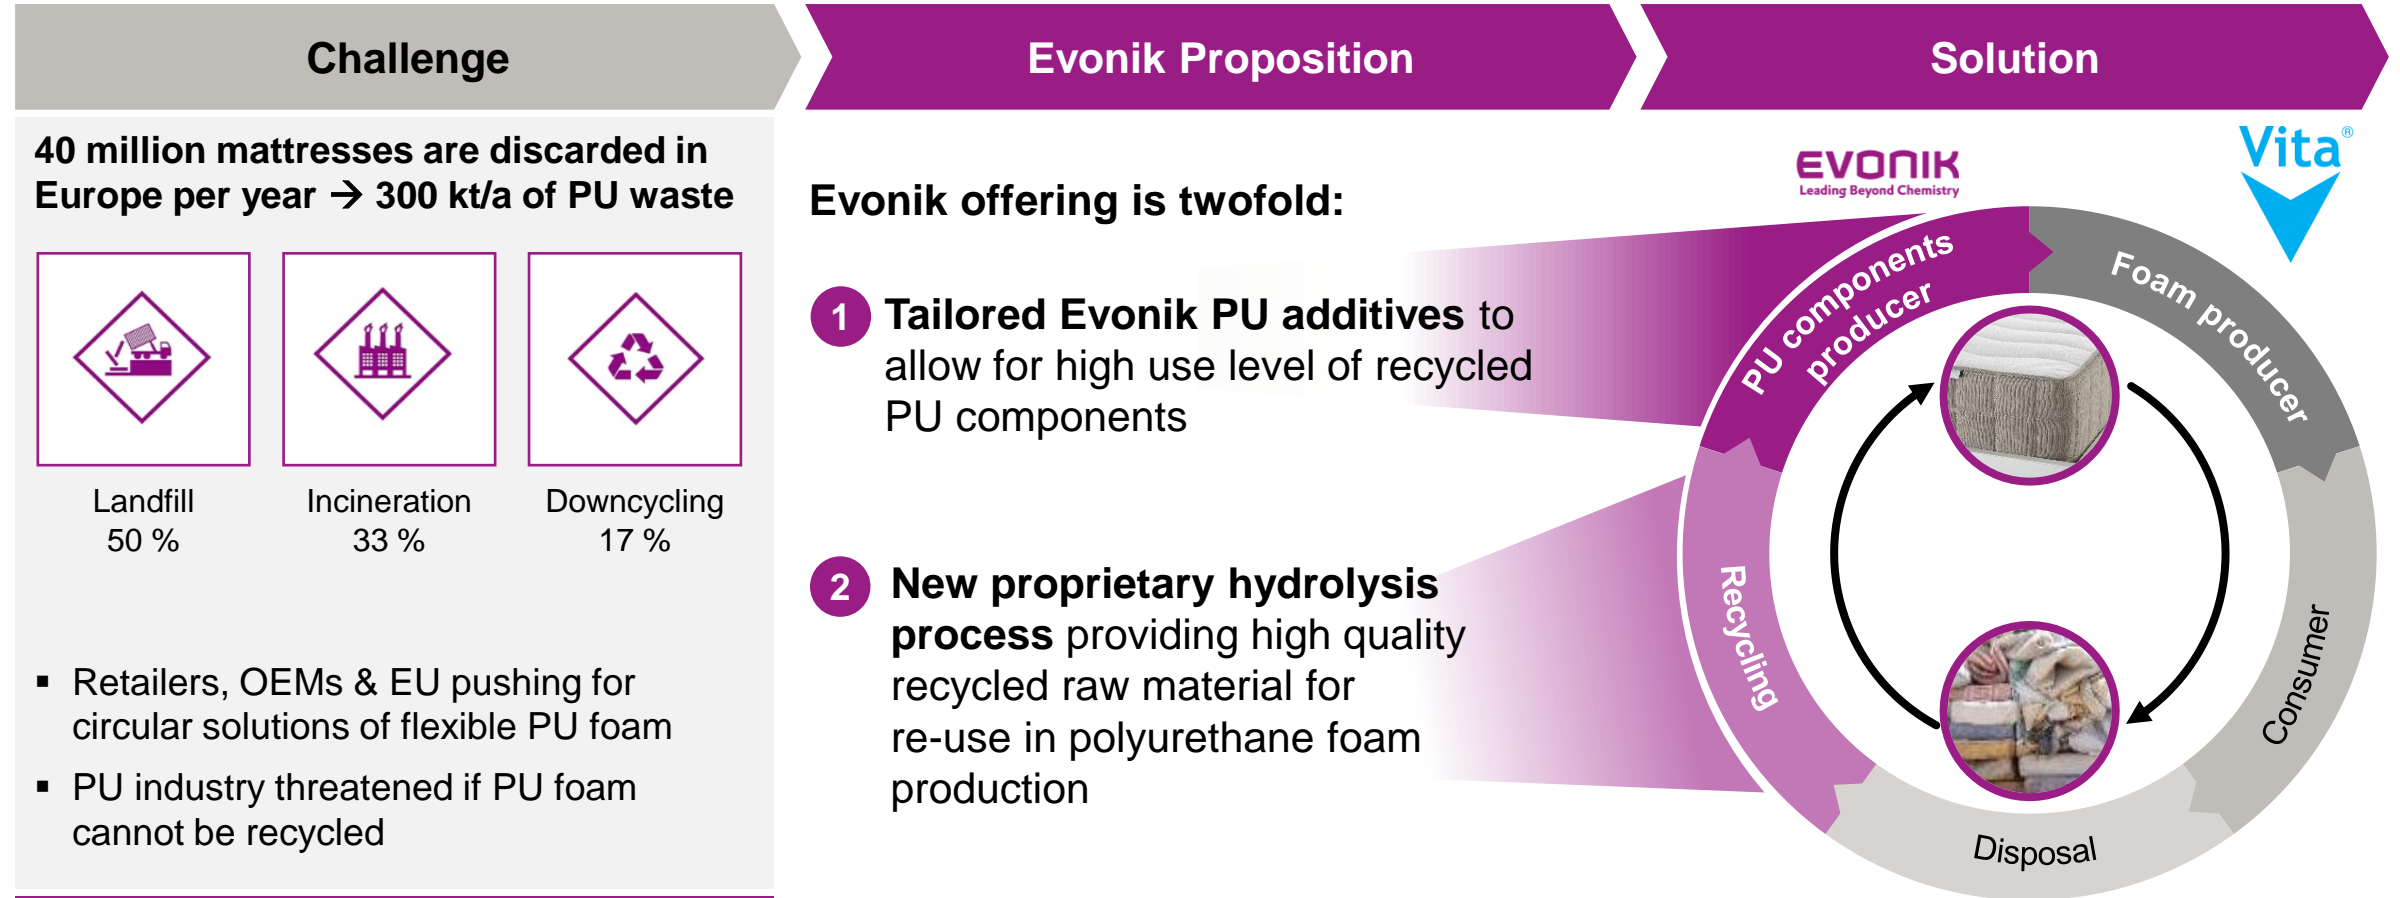 Challenge
Evonik Proposition
Solution
40 million mattresses are discarded in
Europe per year → 300 kt/a of PU waste
Landfill
50 %
Incineration
33 %
Downcycling
17 %
▪ Retailers, OEMs & EU pushing for
circular solutions of flexible PU foam
▪ PU industry threatened if PU foam
cannot be recycled
Evonik offering is twofold:
1 Tailored Evonik PU additives to
allow for high use level of recycled
PU components
2 New proprietary hydrolysis
process providing high quality
recycled raw material for
re-use in polyurethane foam
production
EVONIK
Leading Beyond Chemistry
Vita®
PU components
producer
Foam producer
Consumer
Disposal
Recycling